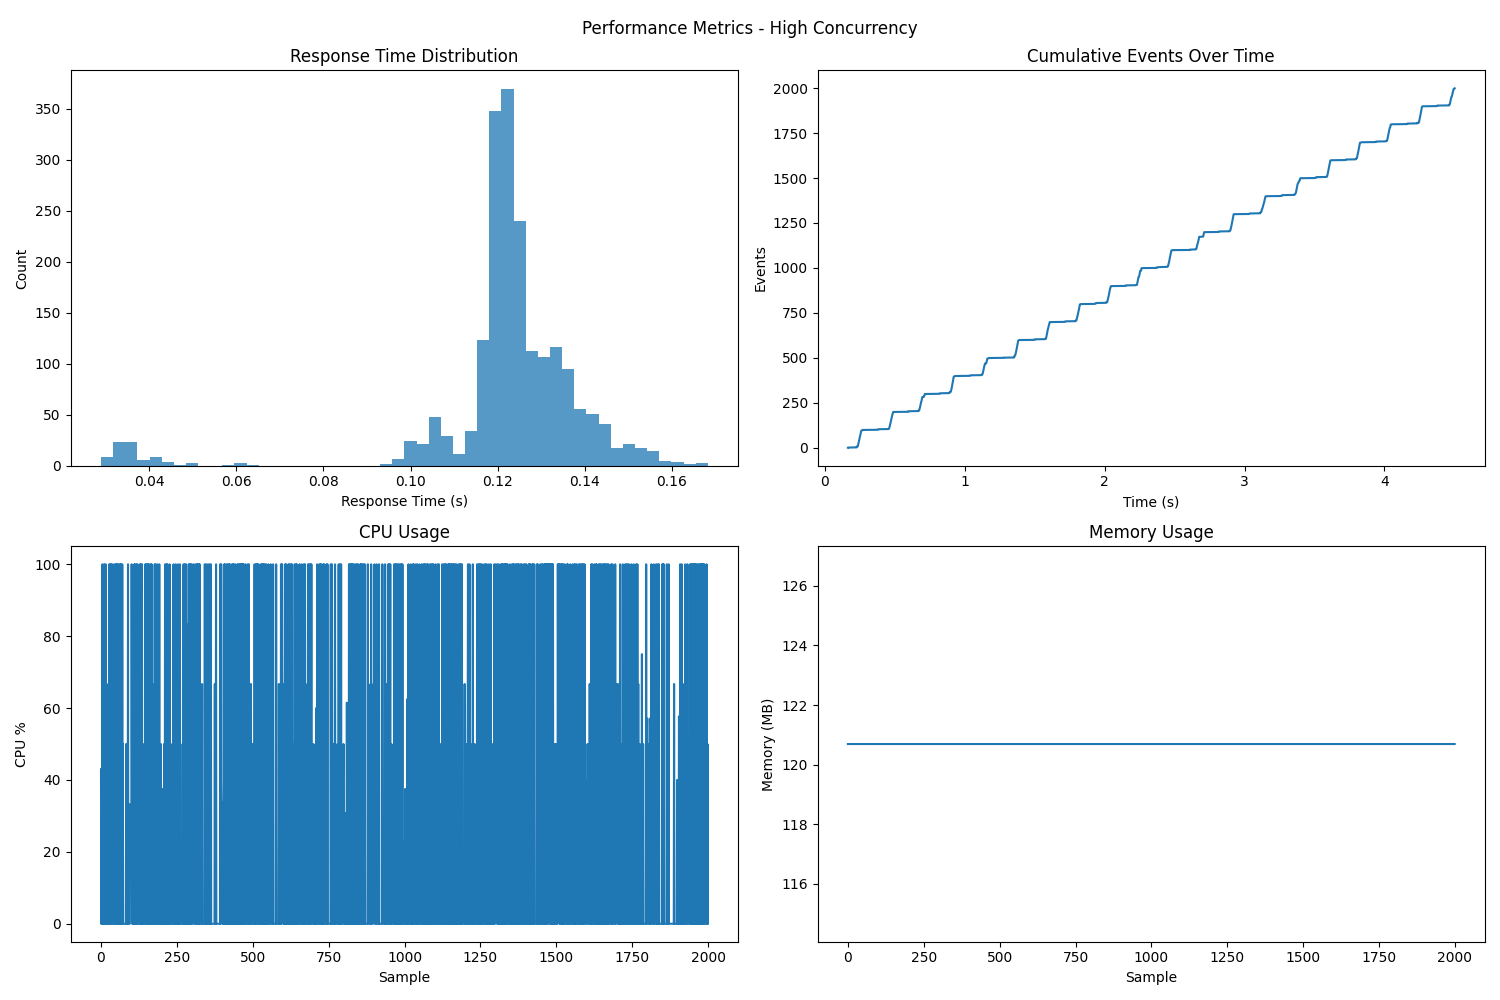 Performance Metrics - High Concurrency
Response Time Distribution
Count
350
300
250
200
150
100
50
0
0.04 0.06 0.08 0.10 0.12 0.14 0.16
Response Time (s)
Cumulative Events Over Time
Events
2000
1750
1500
1250
1000
750
500
250
0
0 1 2 3 4
Time (s)
CPU Usage
CPU %
100
80
60
40
20
0
0 250 500 750 1000 1250 1500 1750 2000
Sample
Memory Usage
Memory (MB)
126
124
122
120
118
116
0 250 500 750 1000 1250 1500 1750 2000
Sample